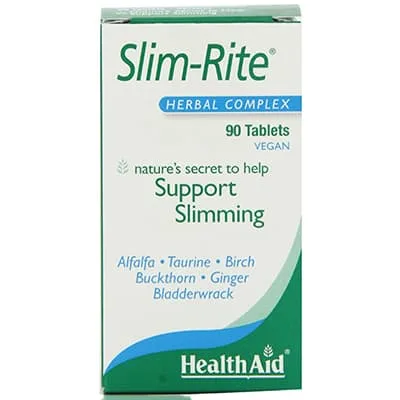 Slim-Rite®
HERBAL COMPLEX
90 Tablets
VEGAN
nature's secret to help
Support
Slimming
Alfalfa • Taurine • Birch
Buckthorn • Ginger
Bladderwrack
HealthAid®